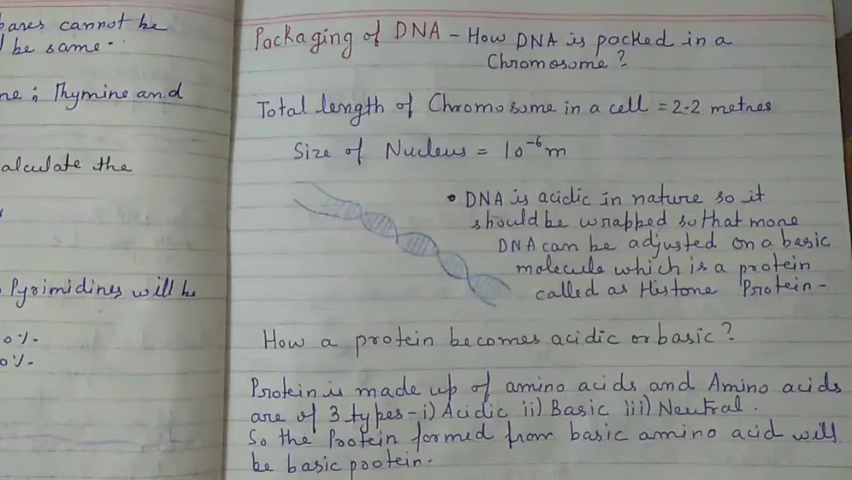 bases cannot be
be same.
ne; Thymine and
alculate the
Pyrimidines will be
0%.
0%.
Packaging of DNA - How DNA is packed in a
Chromosome?
Total length of Chromosome in a cell = 2.2 metres
Size of Nucleus = 10⁻⁶m
• DNA is acidic in nature so it
should be wrapped so that more
DNA can be adjusted on a basic
molecule which is a protein
called as Histone Protein-
How a protein becomes acidic or basic?
Protein is made up of amino acids and Amino acids
are of 3 types - i) Acidic ii) Basic iii) Neutral.
So the Protein formed from basic amino acid will
be basic protein.